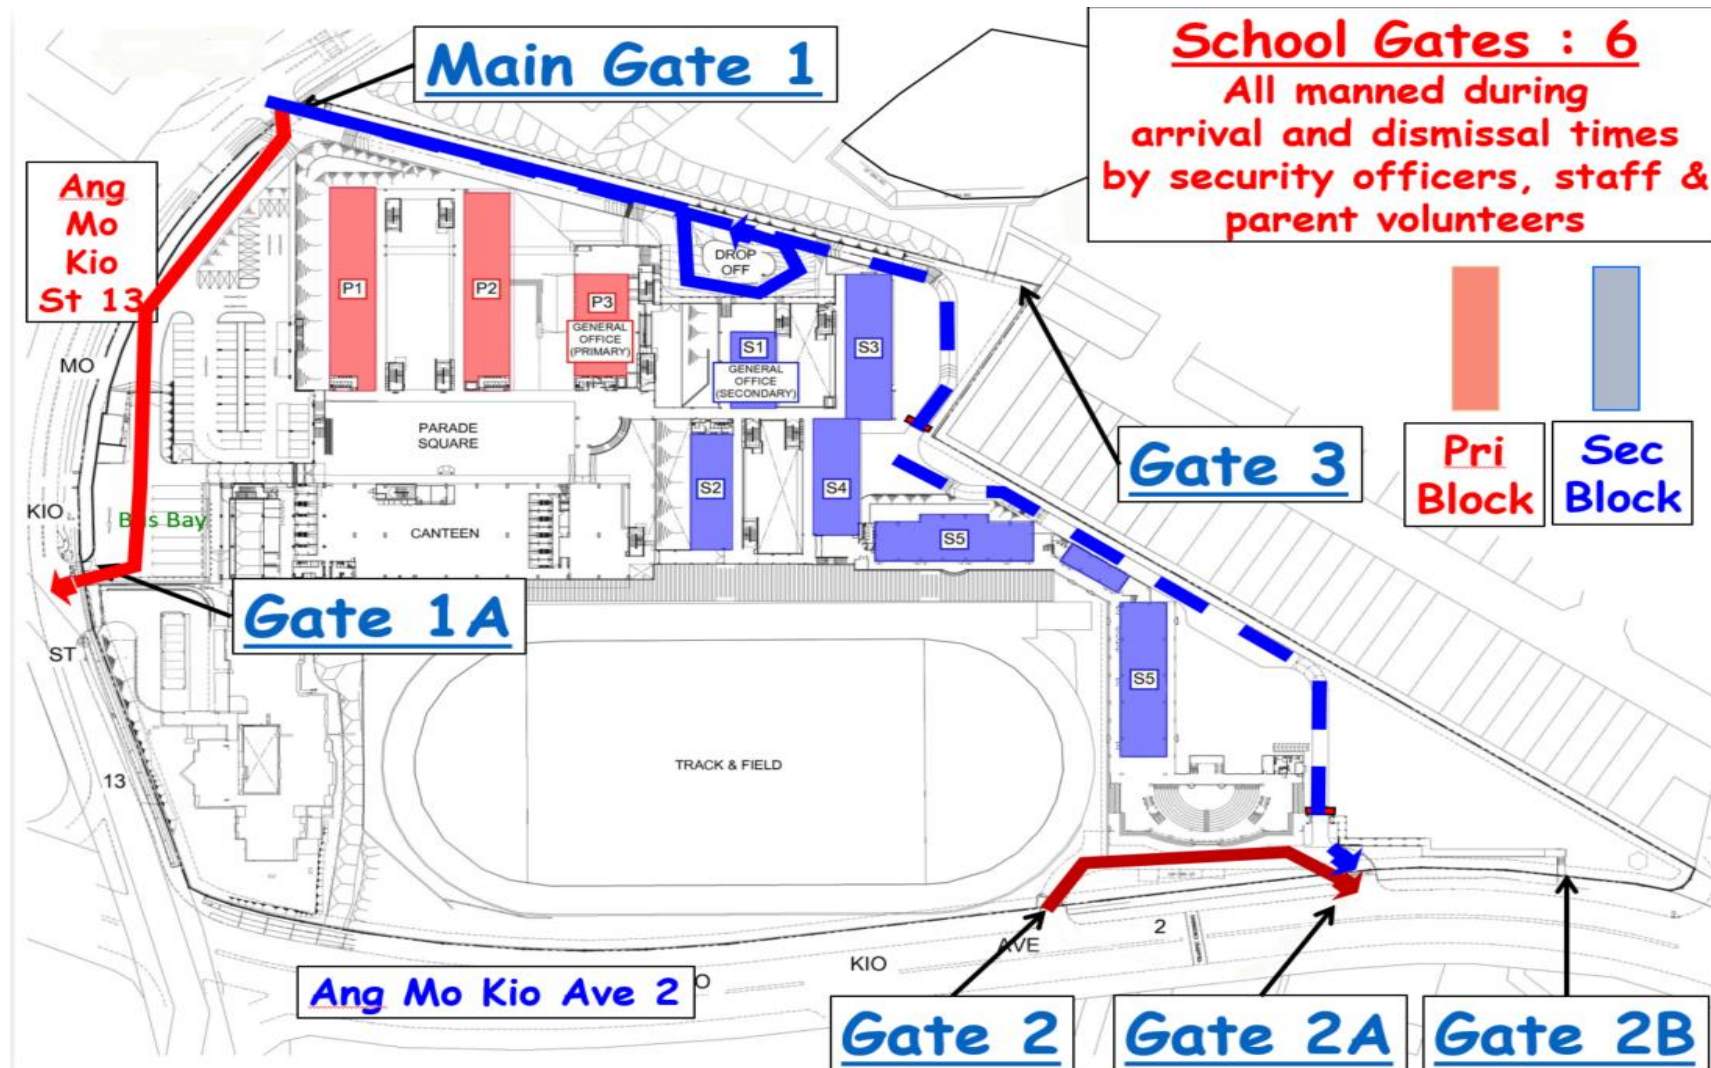 Main Gate 1
School Gates : 6
All manned during
arrival and dismissal times
by security officers, staff &
parent volunteers
Ang
Mo
Kio
St 13
DROP
OFF
P1
P2
P3
GENERAL
OFFICE
(PRIMARY)
S1
GENERAL
OFFICE
(SECONDARY)
S3
MO
PARADE
SQUARE
Gate 3
Pri
Block
Sec
Block
S2
S4
KIO
Bus Bay
CANTEEN
S5
Gate 1A
ST
S5
13
TRACK & FIELD
2
AVE
KIO
O
Ang Mo Kio Ave 2
Gate 2
Gate 2A
Gate 2B